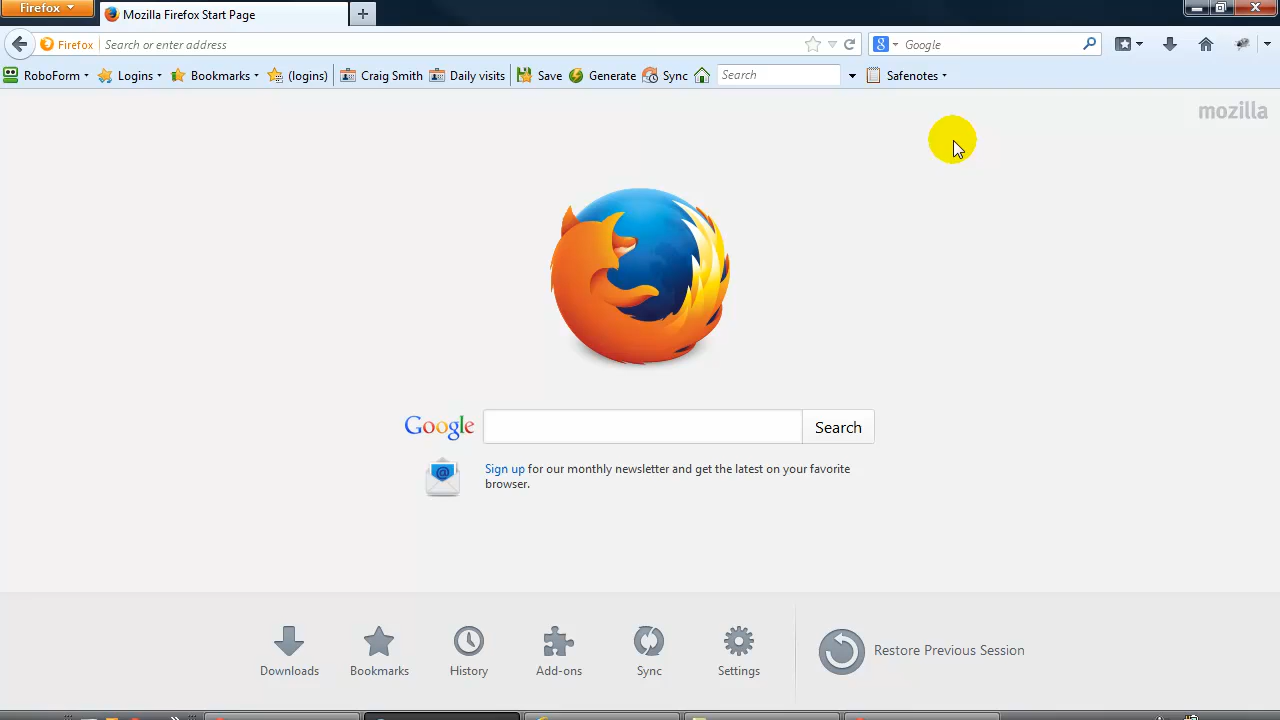 Firefox
Mozilla Firefox Start Page
Firefox Search or enter address
Google
RoboForm Logins Bookmarks (logins) Craig Smith Daily visits Save Generate Sync Search Safenotes
mozilla
Google Search
Sign up for our monthly newsletter and get the latest on your favorite
browser.
Downloads Bookmarks History Add-ons Sync Settings Restore Previous Session